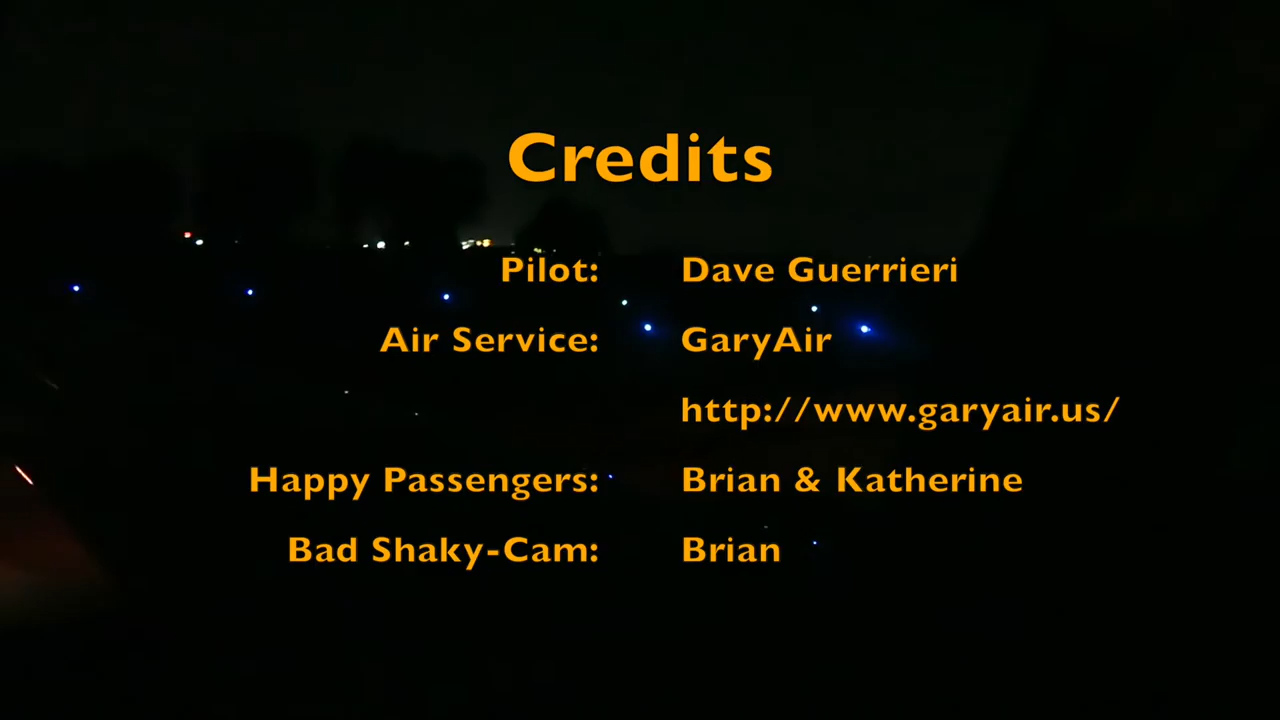 Credits
Pilot: Dave Guerrieri
Air Service: GaryAir
http://www.garyair.us/
Happy Passengers: Brian & Katherine
Bad Shaky-Cam: Brian